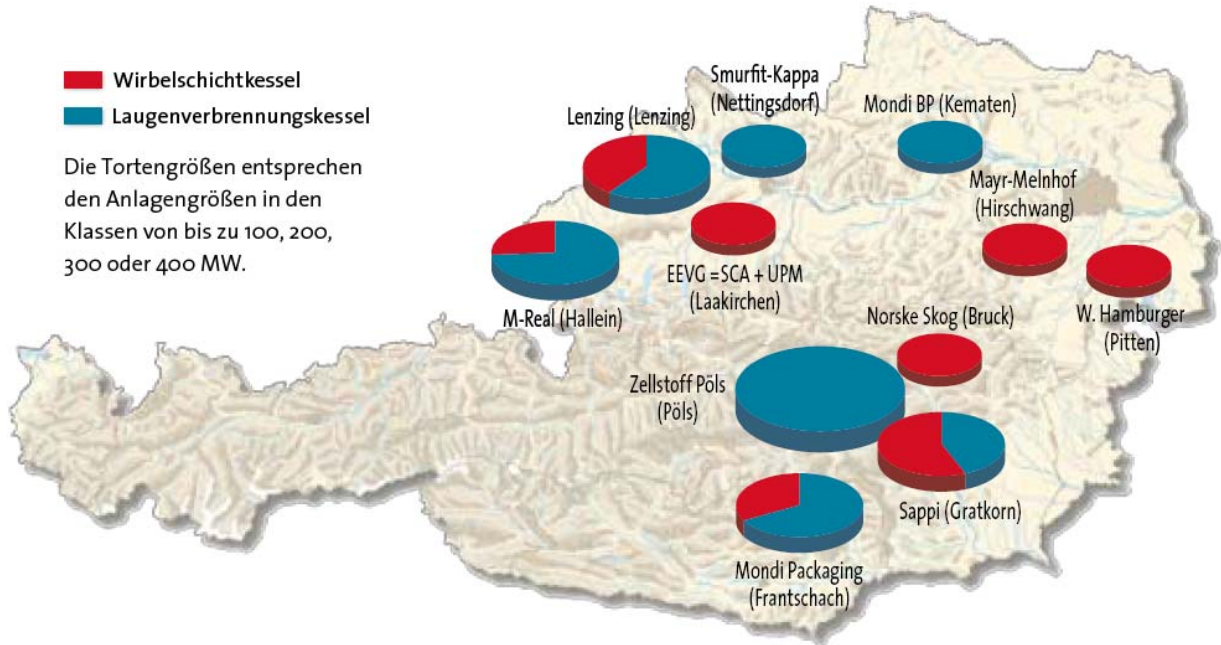 Wirbelschichtkessel
Laugenverbrennungskessel
Die Tortengrößen entsprechen
den Anlagengrößen in den
Klassen von bis zu 100, 200,
300 oder 400 MW.
Lenzing (Lenzing)
Smurfit-Kappa
(Nettingsdorf)
Mondi BP (Kematen)
Mayr-Melnhof
(Hirschwang)
M-Real (Hallein)
EEVG =SCA + UPM
(Laakirchen)
W. Hamburger
(Pitten)
Norske Skog (Bruck)
Zellstoff Pöls
(Pöls)
Sappi (Gratkorn)
Mondi Packaging
(Frantschach)